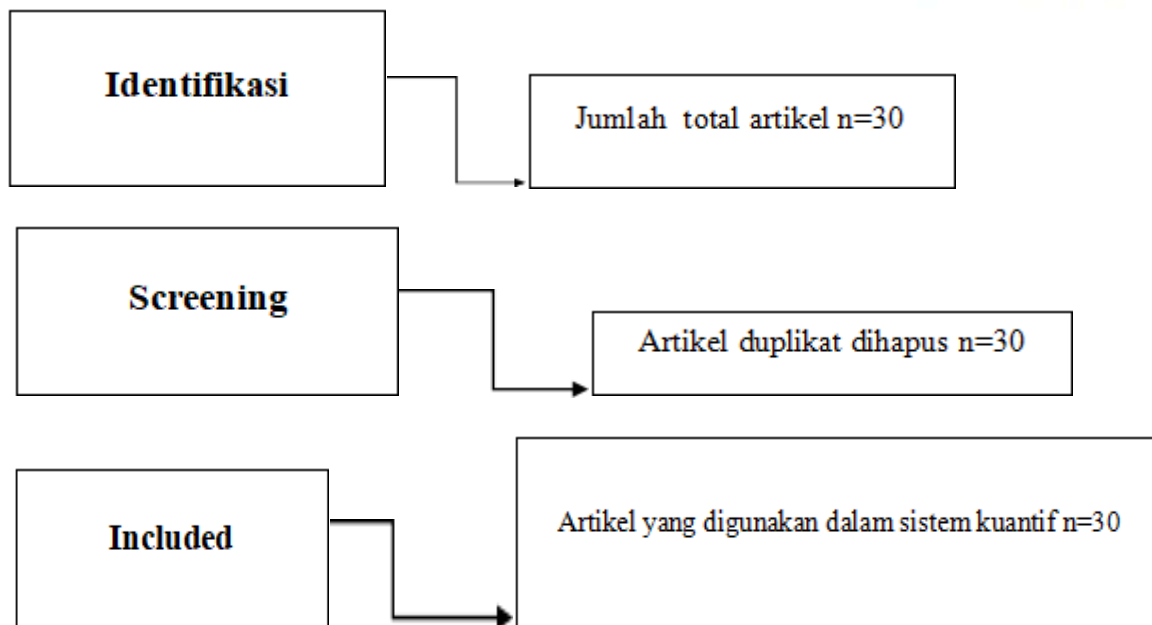 Identifikasi
Jumlah total artikel n=30
Screening
Artikel duplikat dihapus n=30
Included
Artikel yang digunakan dalam sistem kuantif n=30